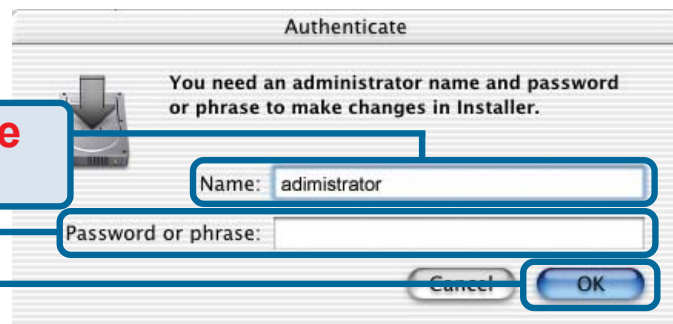 Authenticate
You need an administrator name and password
or phrase to make changes in Installer.
e
Name: adimistrator
Password or phrase:
Cancel OK